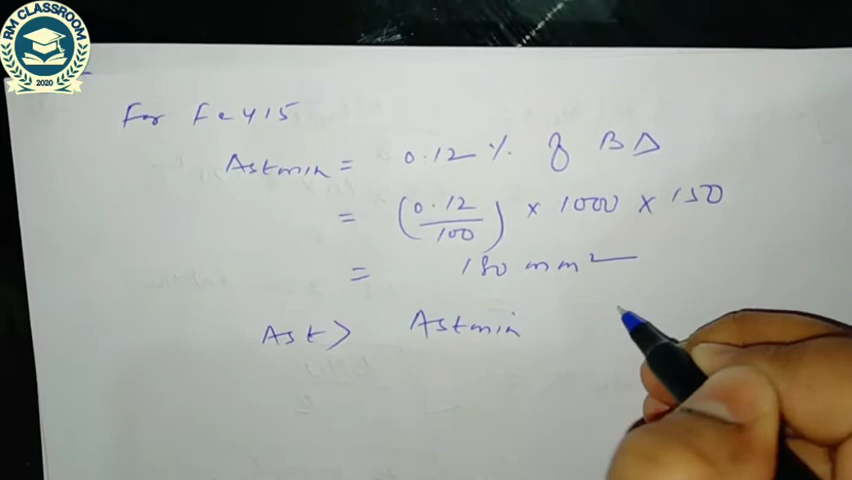 RM CLASSROOM
2020
For Fe415
Astmin = 0.12 % of BD
= (0.12/100) × 1000 × 150
= 180 mm²
Ast > Astmin